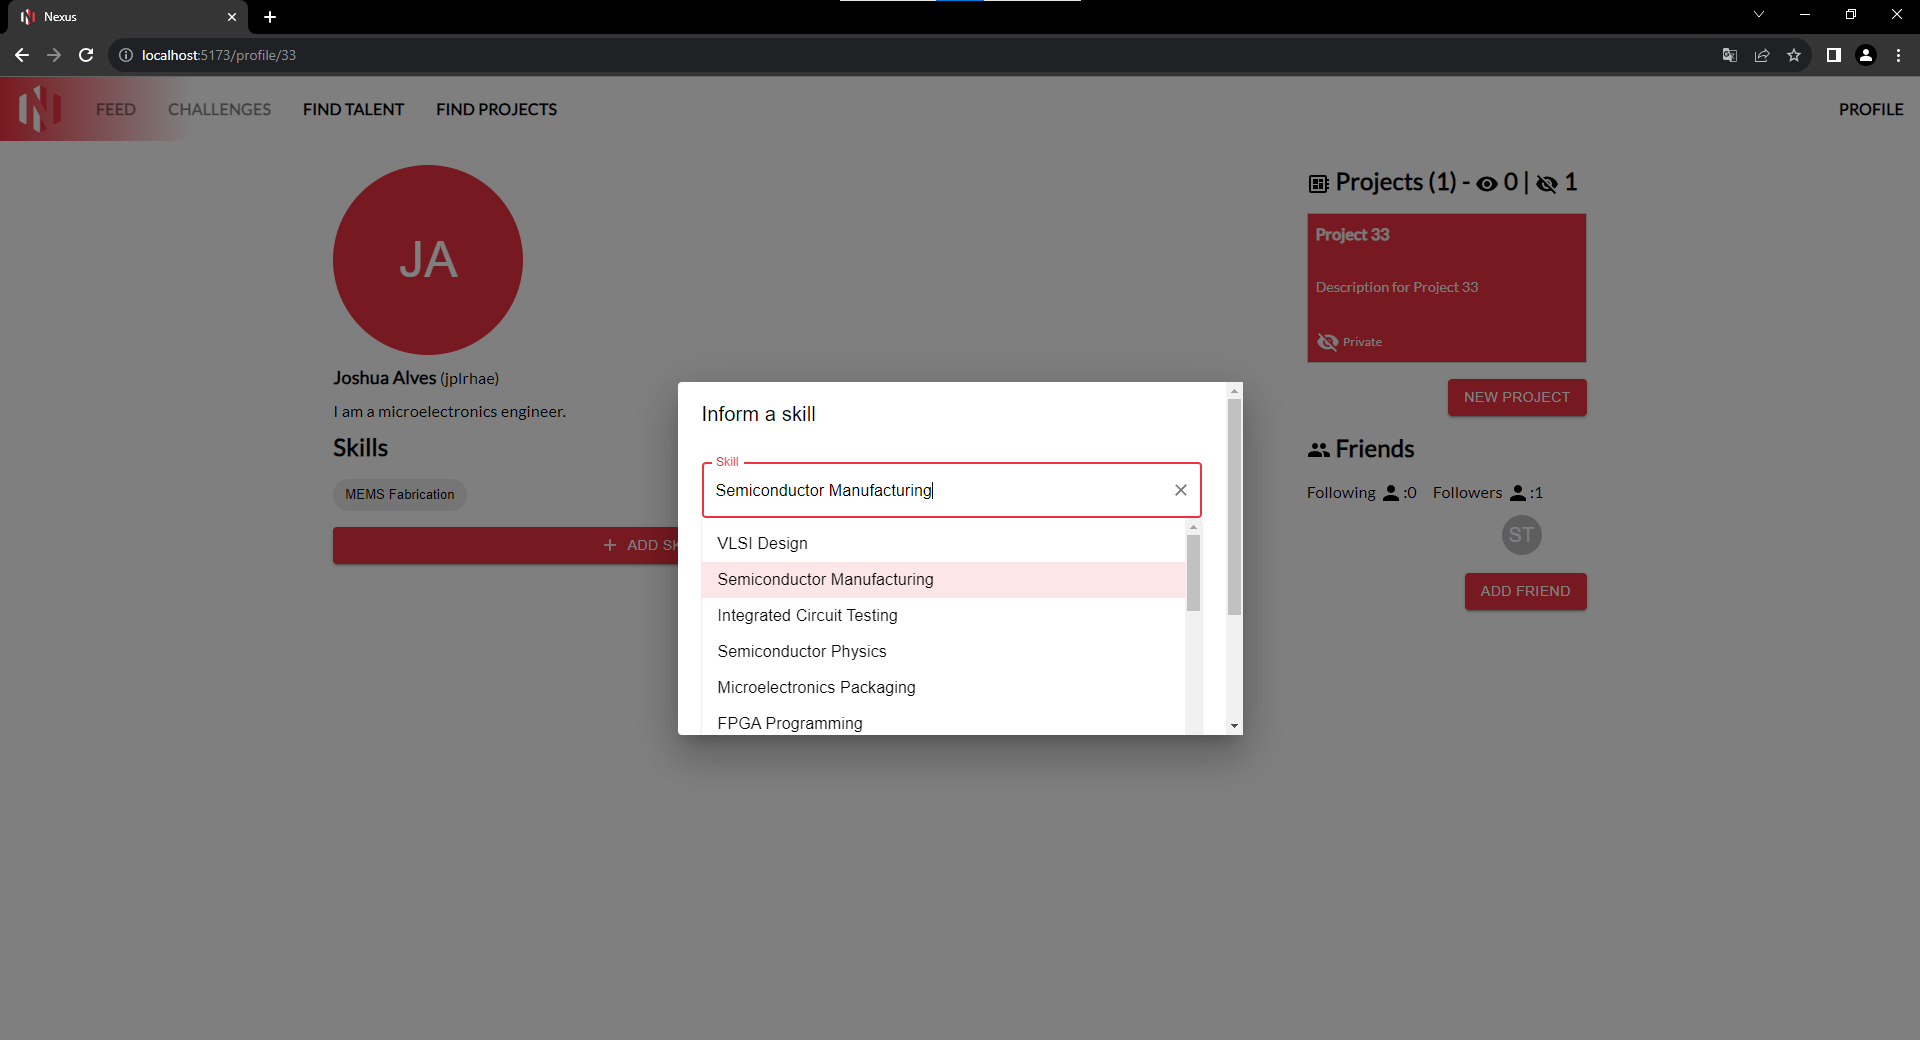 Nexus
localhost:5173/profile/33
FEED
CHALLENGES
FIND TALENT
FIND PROJECTS
PROFILE
JA
Joshua Alves (jplrhae)
I am a microelectronics engineer.
Skills
MEMS Fabrication
+ ADD SK
Inform a skill
Skill
Semiconductor Manufacturing
VLSI Design
Semiconductor Manufacturing
Integrated Circuit Testing
Semiconductor Physics
Microelectronics Packaging
FPGA Programming
Projects (1) - 0 | 1
Project 33
Description for Project 33
Private
NEW PROJECT
Friends
Following :0 Followers :1
ST
ADD FRIEND